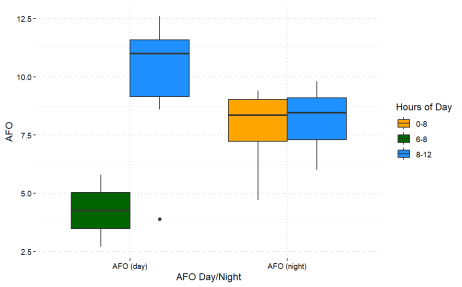 12.5
10.0
7.5
5.0
2.5
AFO
AFO (day)
AFO (night)
AFO Day/Night
Hours of Day
0-8
6-8
8-12